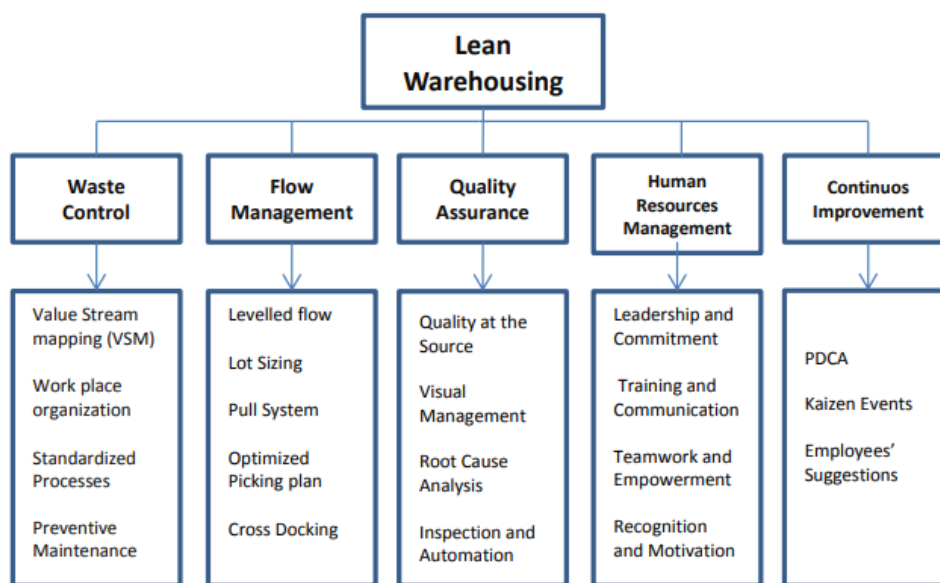 Lean
Warehousing
Waste
Control
Flow
Management
Quality
Assurance
Human
Resources
Management
Continuos
Improvement
Value Stream
mapping (VSM)
Work place
organization
Standardized
Processes
Preventive
Maintenance
Levelled flow
Lot Sizing
Pull System
Optimized
Picking plan
Cross Docking
Quality at the
Source
Visual
Management
Root Cause
Analysis
Inspection and
Automation
Leadership and
Commitment
Training and
Communication
Teamwork and
Empowerment
Recognition
and Motivation
PDCA
Kaizen Events
Employees’
Suggestions